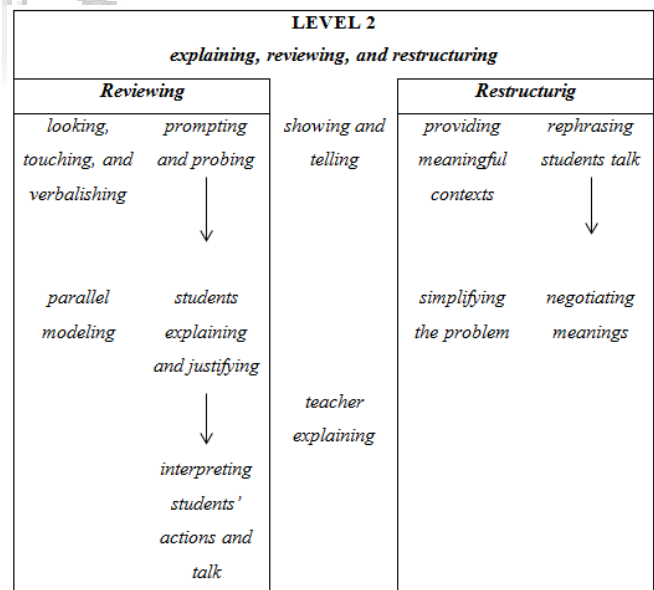 LEVEL 2
explaining, reviewing, and restructuring
Reviewing
looking,
touching, and
verbalishing
prompting
and probing
parallel
modeling
students
explaining
and justifying
interpreting
students'
actions and
talk
showing and
telling
teacher
explaining
Restructurig
providing
meaningful
contexts
rephrasing
students talk
simplifying
the problem
negotiating
meanings